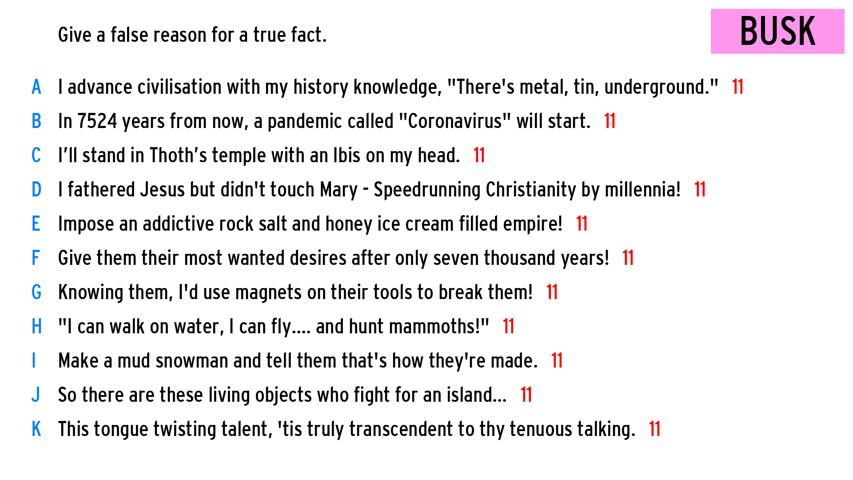 Give a false reason for a true fact.
BUSK
A I advance civilisation with my history knowledge, "There's metal, tin, underground." 11
B In 7524 years from now, a pandemic called "Coronavirus" will start. 11
C I'll stand in Thoth's temple with an Ibis on my head. 11
D I fathered Jesus but didn't touch Mary - Speedrunning Christianity by millennia! 11
E Impose an addictive rock salt and honey ice cream filled empire! 11
F Give them their most wanted desires after only seven thousand years! 11
G Knowing them, I'd use magnets on their tools to break them! 11
H "I can walk on water, I can fly.... and hunt mammoths!" 11
I Make a mud snowman and tell them that's how they're made. 11
J So there are these living objects who fight for an island... 11
K This tongue twisting talent, 'tis truly transcendent to thy tenuous talking. 11